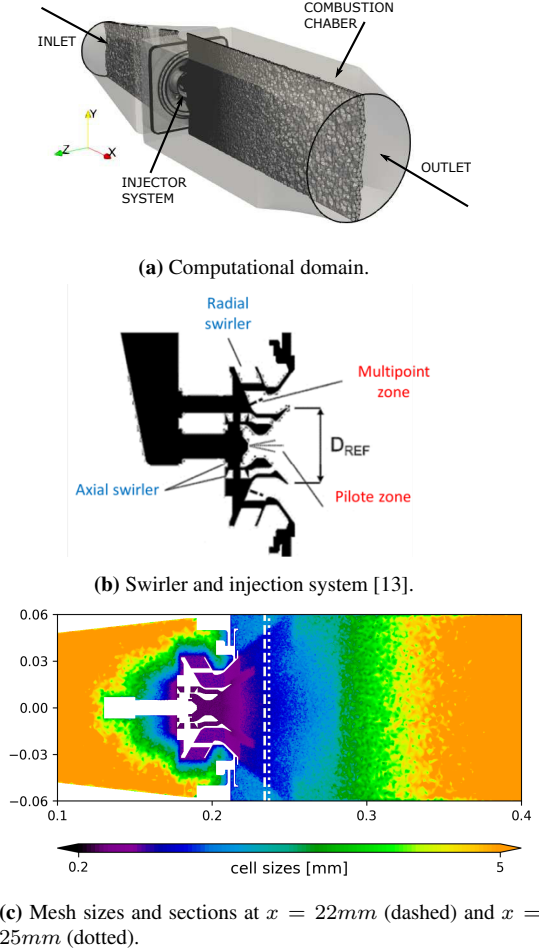 COMBUSTION
CHABER
INLET
Y
Z
X
INJECTOR
SYSTEM
OUTLET
(a) Computational domain.
Radial
swirler
Multipoint
zone
D_REF
Axial swirler
Pilote zone
(b) Swirler and injection system [13].
0.06
0.03
0.00
−0.03
−0.06
0.1
0.2
0.3
0.4
0.2
cell sizes [mm]
5
(c) Mesh sizes and sections at x = 22mm (dashed) and x =
25mm (dotted).